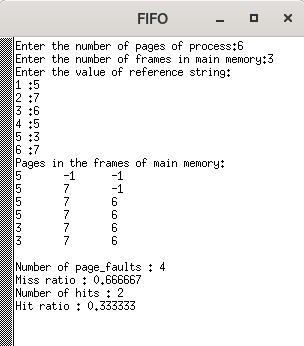 FIFO
Enter the number of pages of process:6
Enter the number of frames in main memory:3
Enter the value of reference string:
1 :5
2 :7
3 :6
4 :5
5 :3
6 :7
Pages in the frames of main memory:
5 -1 -1
5 7 -1
5 7 6
5 7 6
3 7 6
3 7 6
Number of page_faults : 4
Miss ratio : 0.666667
Number of hits : 2
Hit ratio : 0.333333